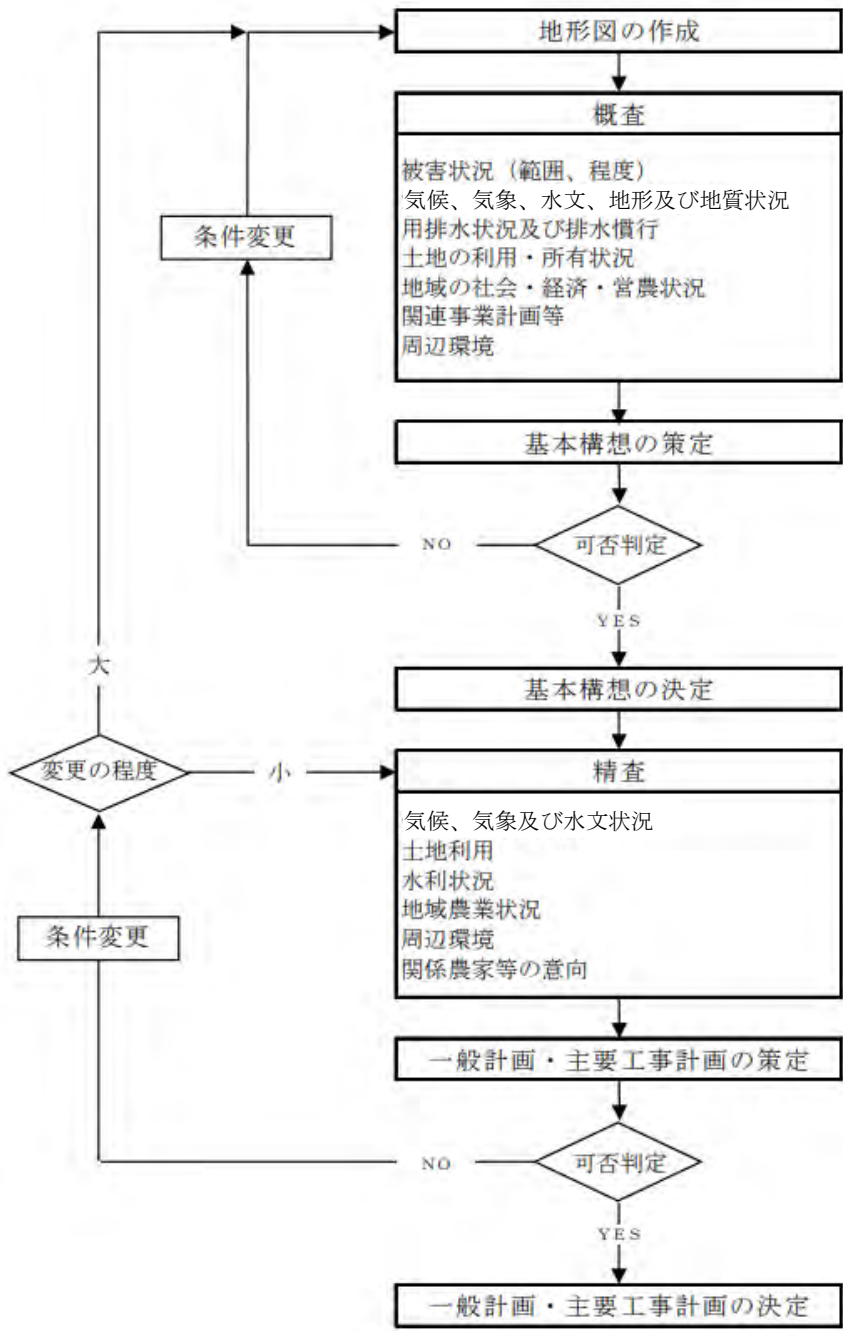 地形図の作成
概査
被害状況（範囲、程度）
気候、気象、水文、地形及び地質状況
用排水状況及び排水慣行
土地の利用・所有状況
地域の社会・経済・営農状況
関連事業計画等
周辺環境
条件変更
基本構想の策定
可否判定
NO
YES
基本構想の決定
大
変更の程度
小
精査
気候、気象及び水文状況
土地利用
水利状況
地域農業状況
周辺環境
関係農家等の意向
条件変更
一般計画・主要工事計画の策定
可否判定
NO
YES
一般計画・主要工事計画の決定